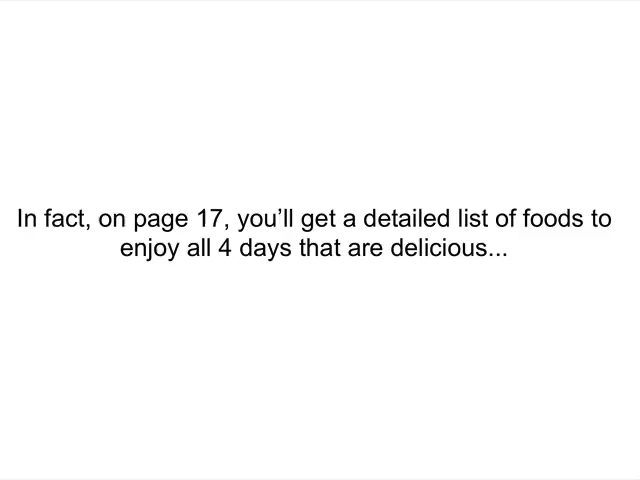 In fact, on page 17, you’ll get a detailed list of foods to
enjoy all 4 days that are delicious...